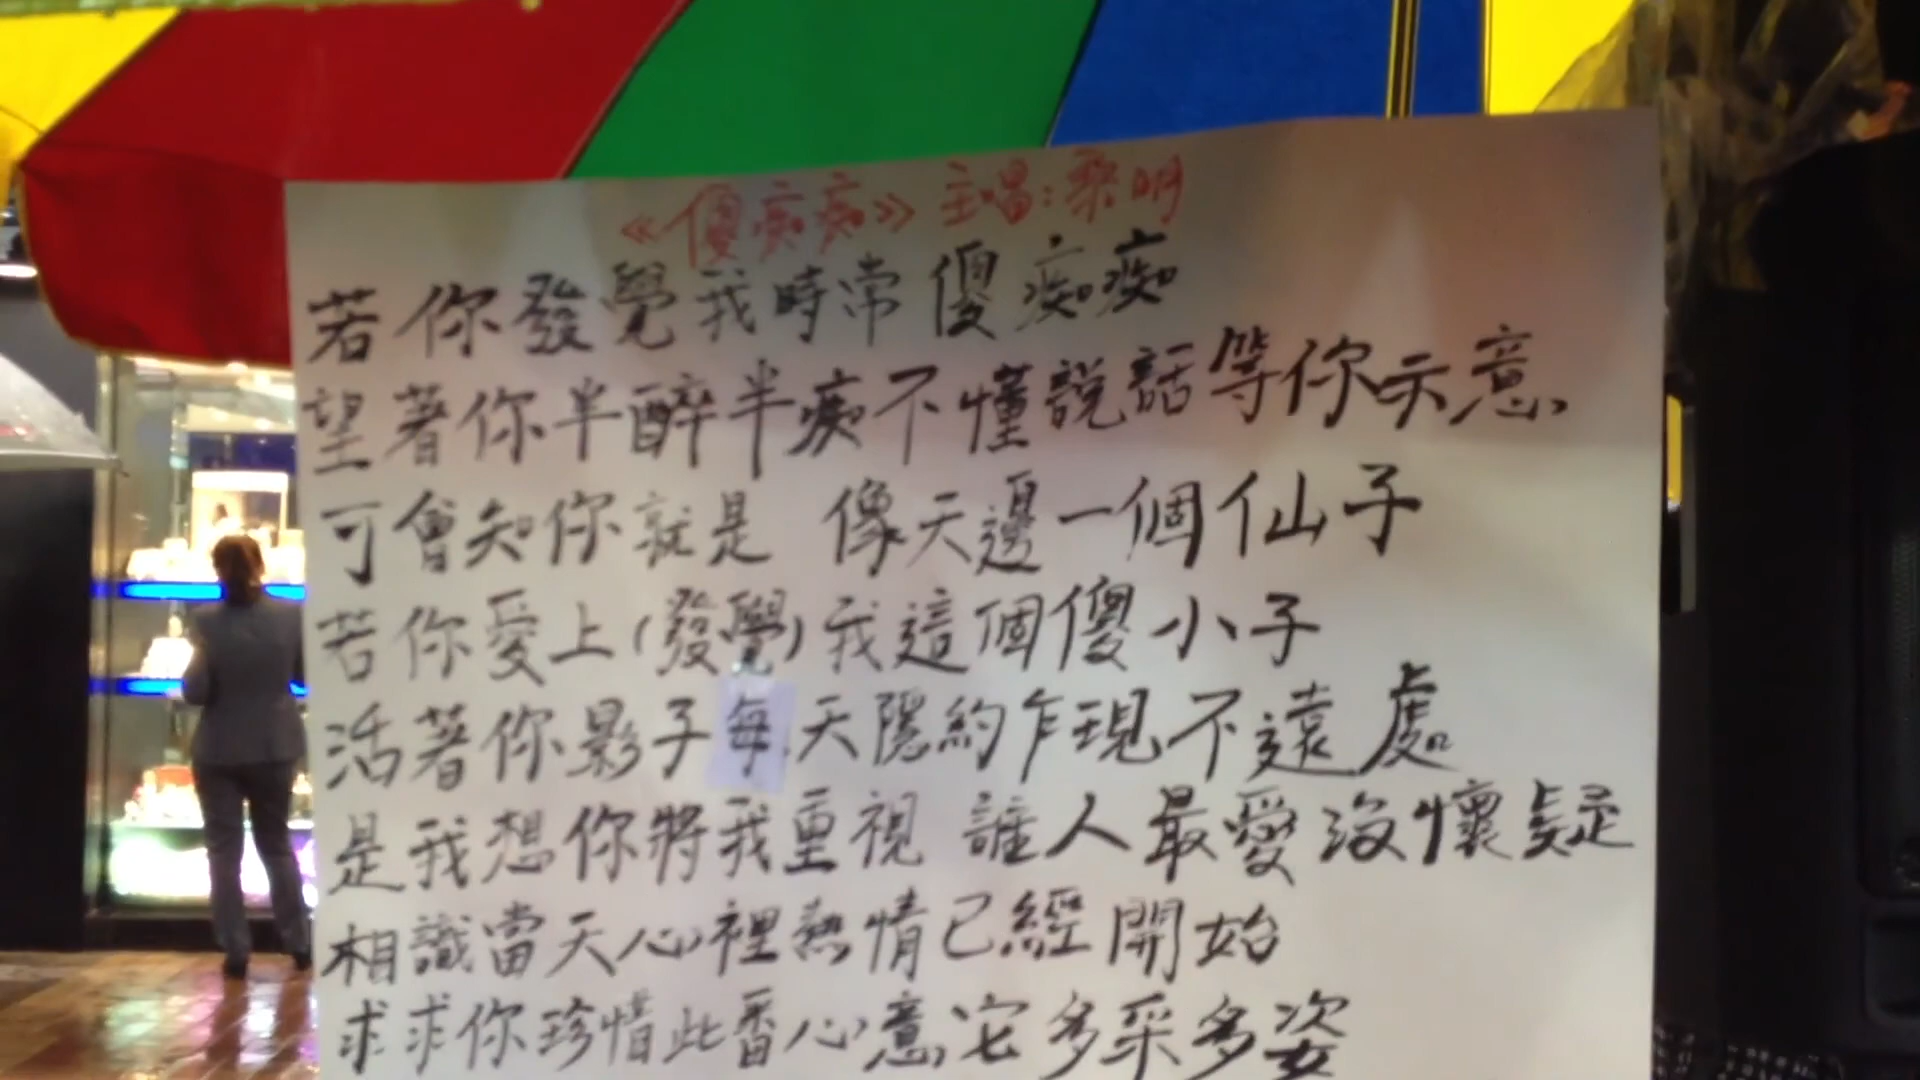 《傻痴痴》主唱:黎明
若你發覺我時常傻痴痴
望著你半醉半痴不懂說話等你示意
可會知你就是 像天邊一個仙子
若你愛上(發覺)我這個傻小子
活著你影子每天隱約乍現不遠處
是我想你將我重視 誰人最愛沒懷疑
相識當天心裡熱情已經開始
求求你珍惜此番心意它多采多姿